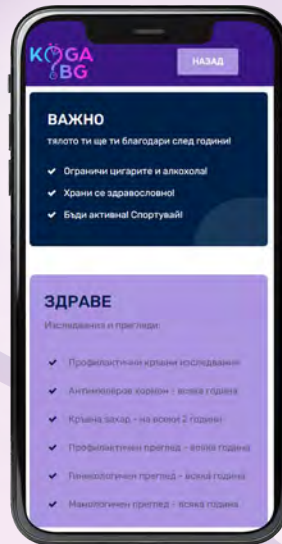 KOGA
BG
НАЗАД
ВАЖНО
тялото ти ще ти благодари след години!
Ограничи цигарите и алкохола!
Храни се здравословно!
Бъди активна! Спортувай!
ЗДРАВЕ
Изследвания и прегледи:
Профилактични кръвни изследвания
Антимюлеров хормон - всяка година
Кръвна захар - на всеки 2 години
Профилактичен преглед - всяка година
Гинекологичен преглед - всяка година
Мамологичен преглед - всяка година